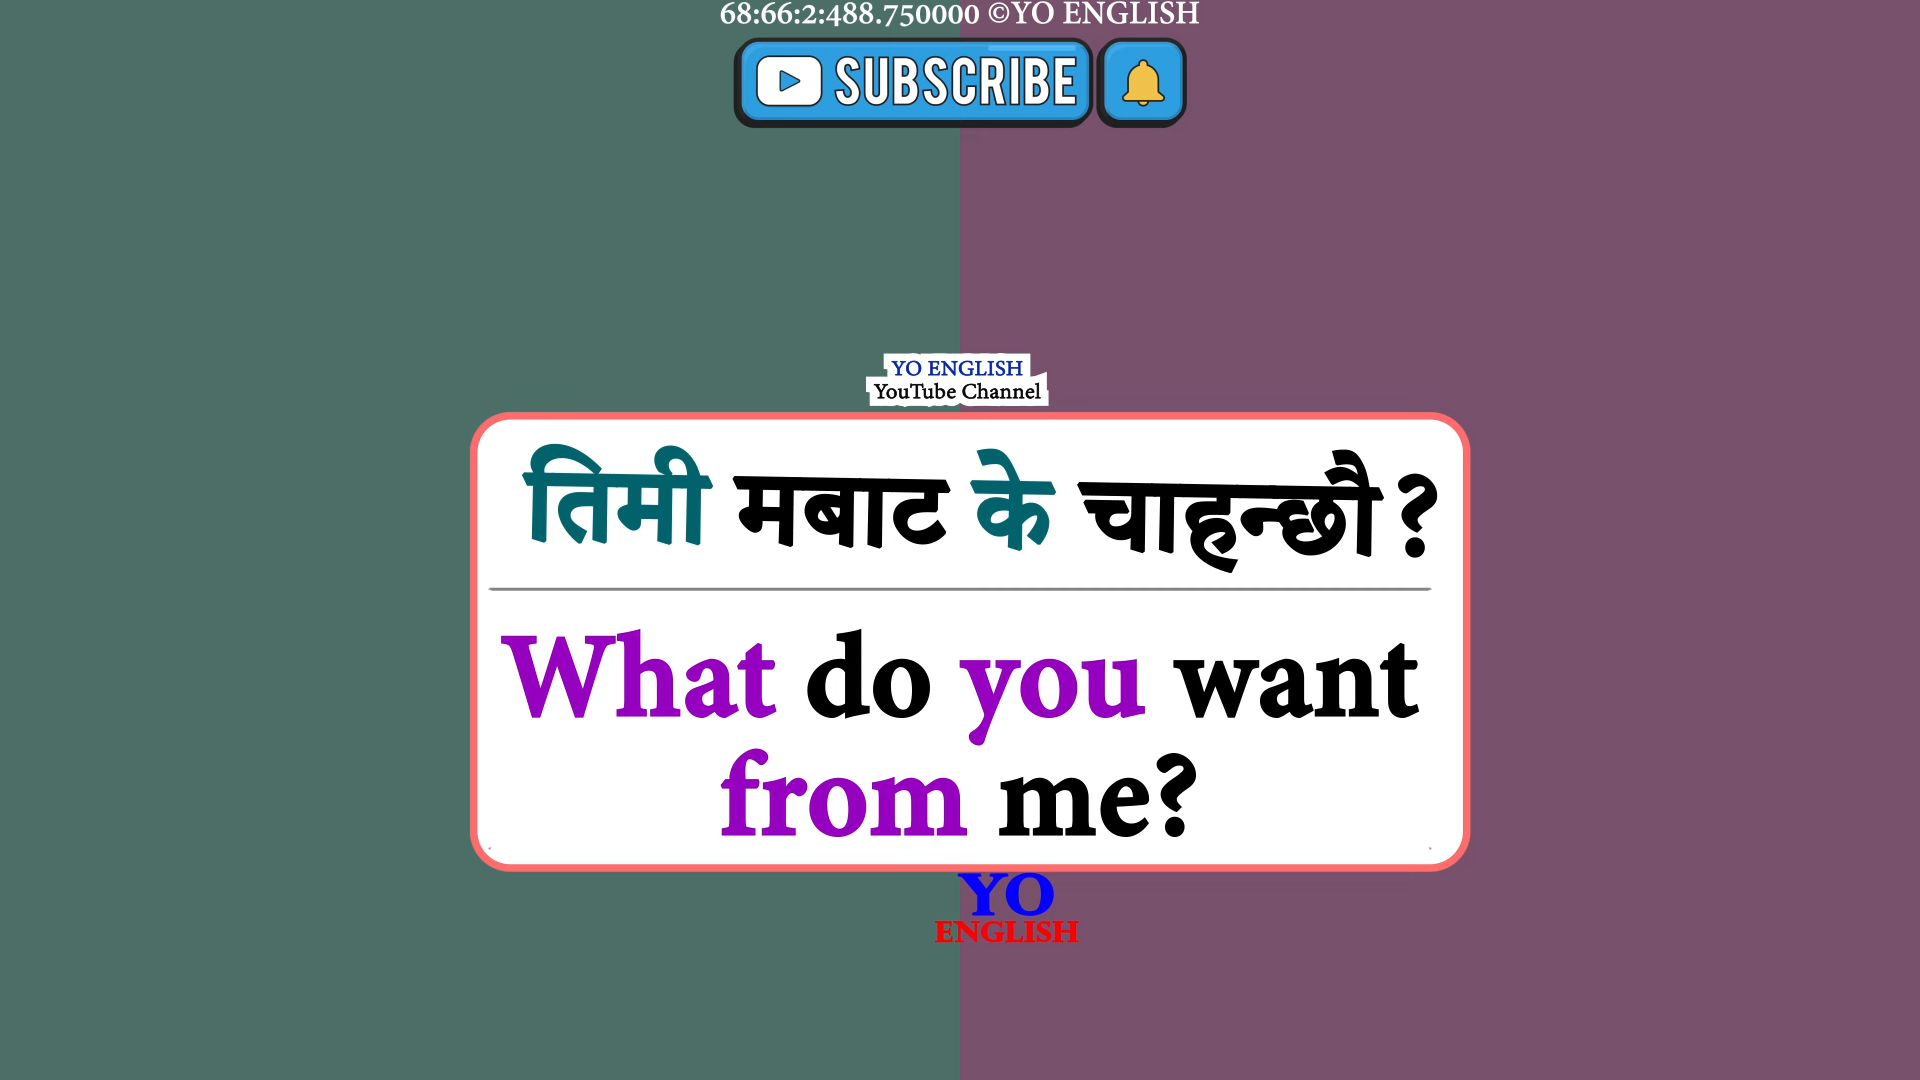 68:66:2:488.750000 ©YO ENGLISH
SUBSCRIBE
YO ENGLISH
YouTube Channel
तिमी मबाट के चाहन्छौ?
What do you want
from me?
YO
ENGLISH